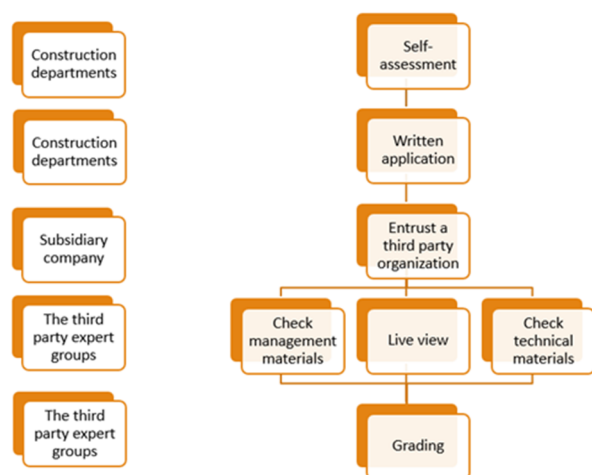 Construction
departments
Self-
assessment
Construction
departments
Written
application
Subsidiary
company
Entrust a
third party
organization
The third
party expert
groups
Check
management
materials
Live view
Check
technical
materials
The third
party expert
groups
Grading